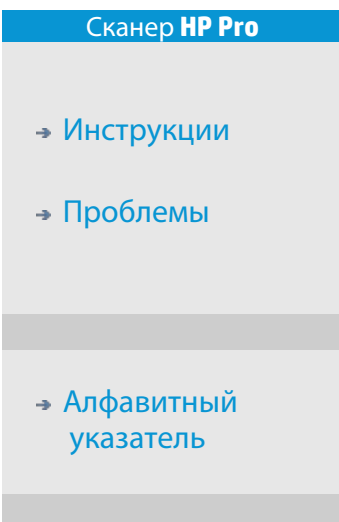 Сканер HP Pro
Инструкции
Проблемы
Алфавитный
указатель